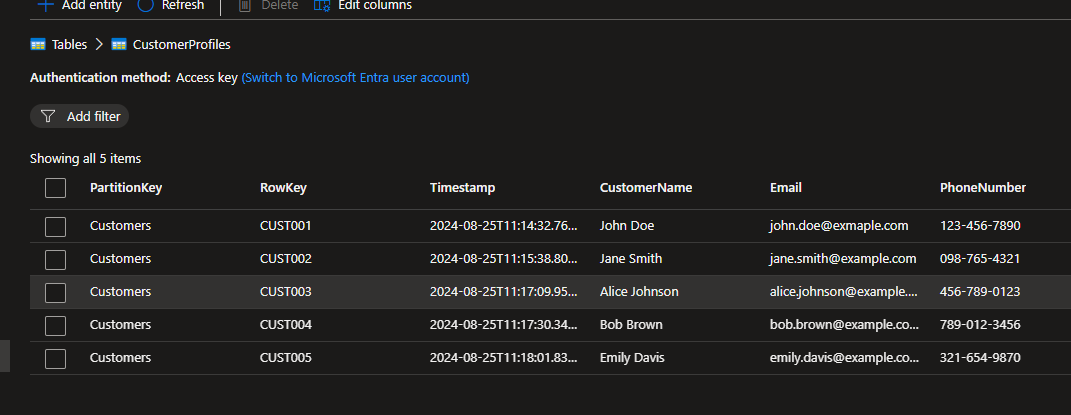 Add entity Refresh Delete Edit columns
Tables > CustomerProfiles
Authentication method: Access key (Switch to Microsoft Entra user account)
Add filter
Showing all 5 items
PartitionKey RowKey Timestamp CustomerName Email PhoneNumber
Customers CUST001 2024-08-25T11:14:32.76... John Doe john.doe@exmaple.com 123-456-7890
Customers CUST002 2024-08-25T11:15:38.80... Jane Smith jane.smith@example.com 098-765-4321
Customers CUST003 2024-08-25T11:17:09.95... Alice Johnson alice.johnson@example.... 456-789-0123
Customers CUST004 2024-08-25T11:17:30.34... Bob Brown bob.brown@example.co... 789-012-3456
Customers CUST005 2024-08-25T11:18:01.83... Emily Davis emily.davis@example.co... 321-654-9870